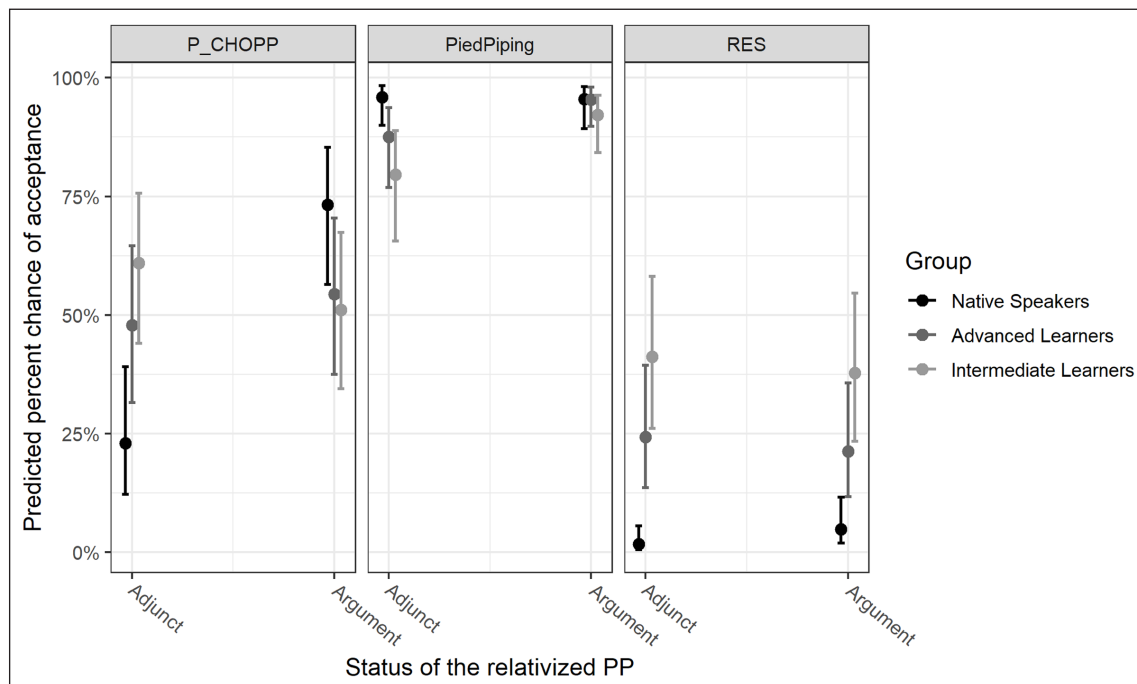 P_CHOPP
PiedPiping
RES
Predicted percent chance of acceptance
100%
75%
50%
25%
0%
Adjunct
Argument
Adjunct
Argument
Adjunct
Argument
Status of the relativized PP
Group
Native Speakers
Advanced Learners
Intermediate Learners